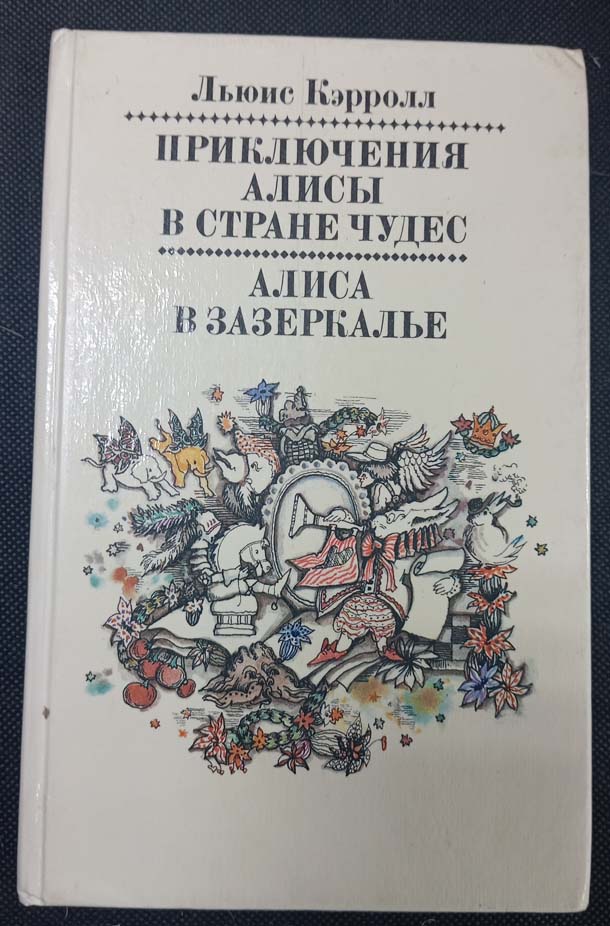 Льюис Кэрролл
ПРИКЛЮЧЕНИЯ
АЛИСЫ
В СТРАНЕ ЧУДЕС
АЛИСА
В ЗАЗЕРКАЛЬЕ